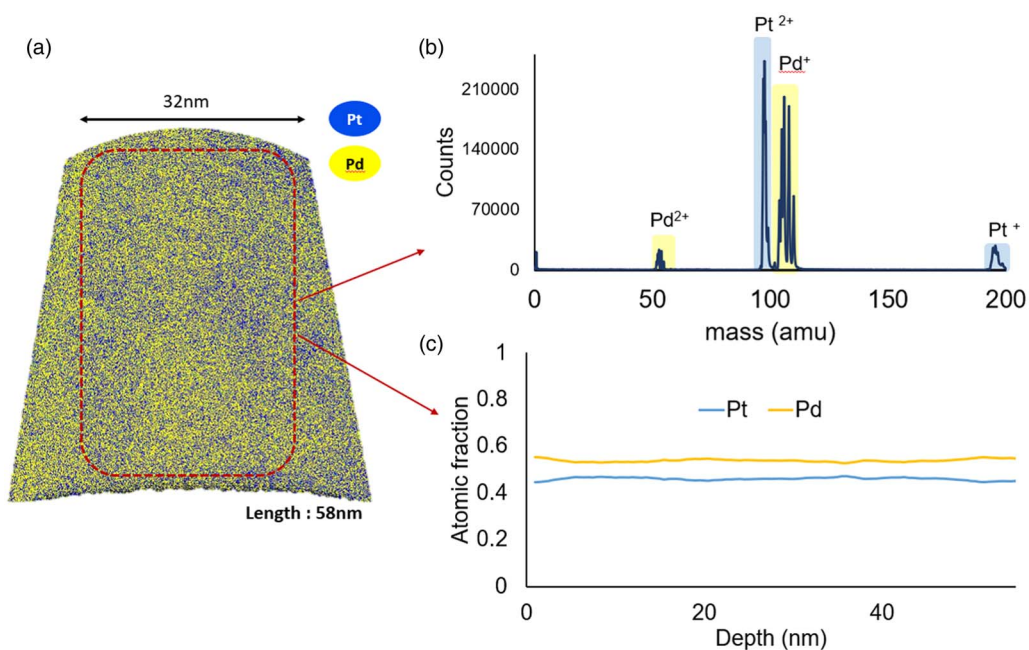 (a)
32nm
Pt
Pd
Length : 58nm
(b)
Pt 2+
Pd+
Pd2+
Pt +
Counts
210000
140000
70000
0
0
50
100
150
200
mass (amu)
(c)
Atomic fraction
1
0.8
0.6
0.4
0.2
0
Pt
Pd
0
20
40
Depth (nm)